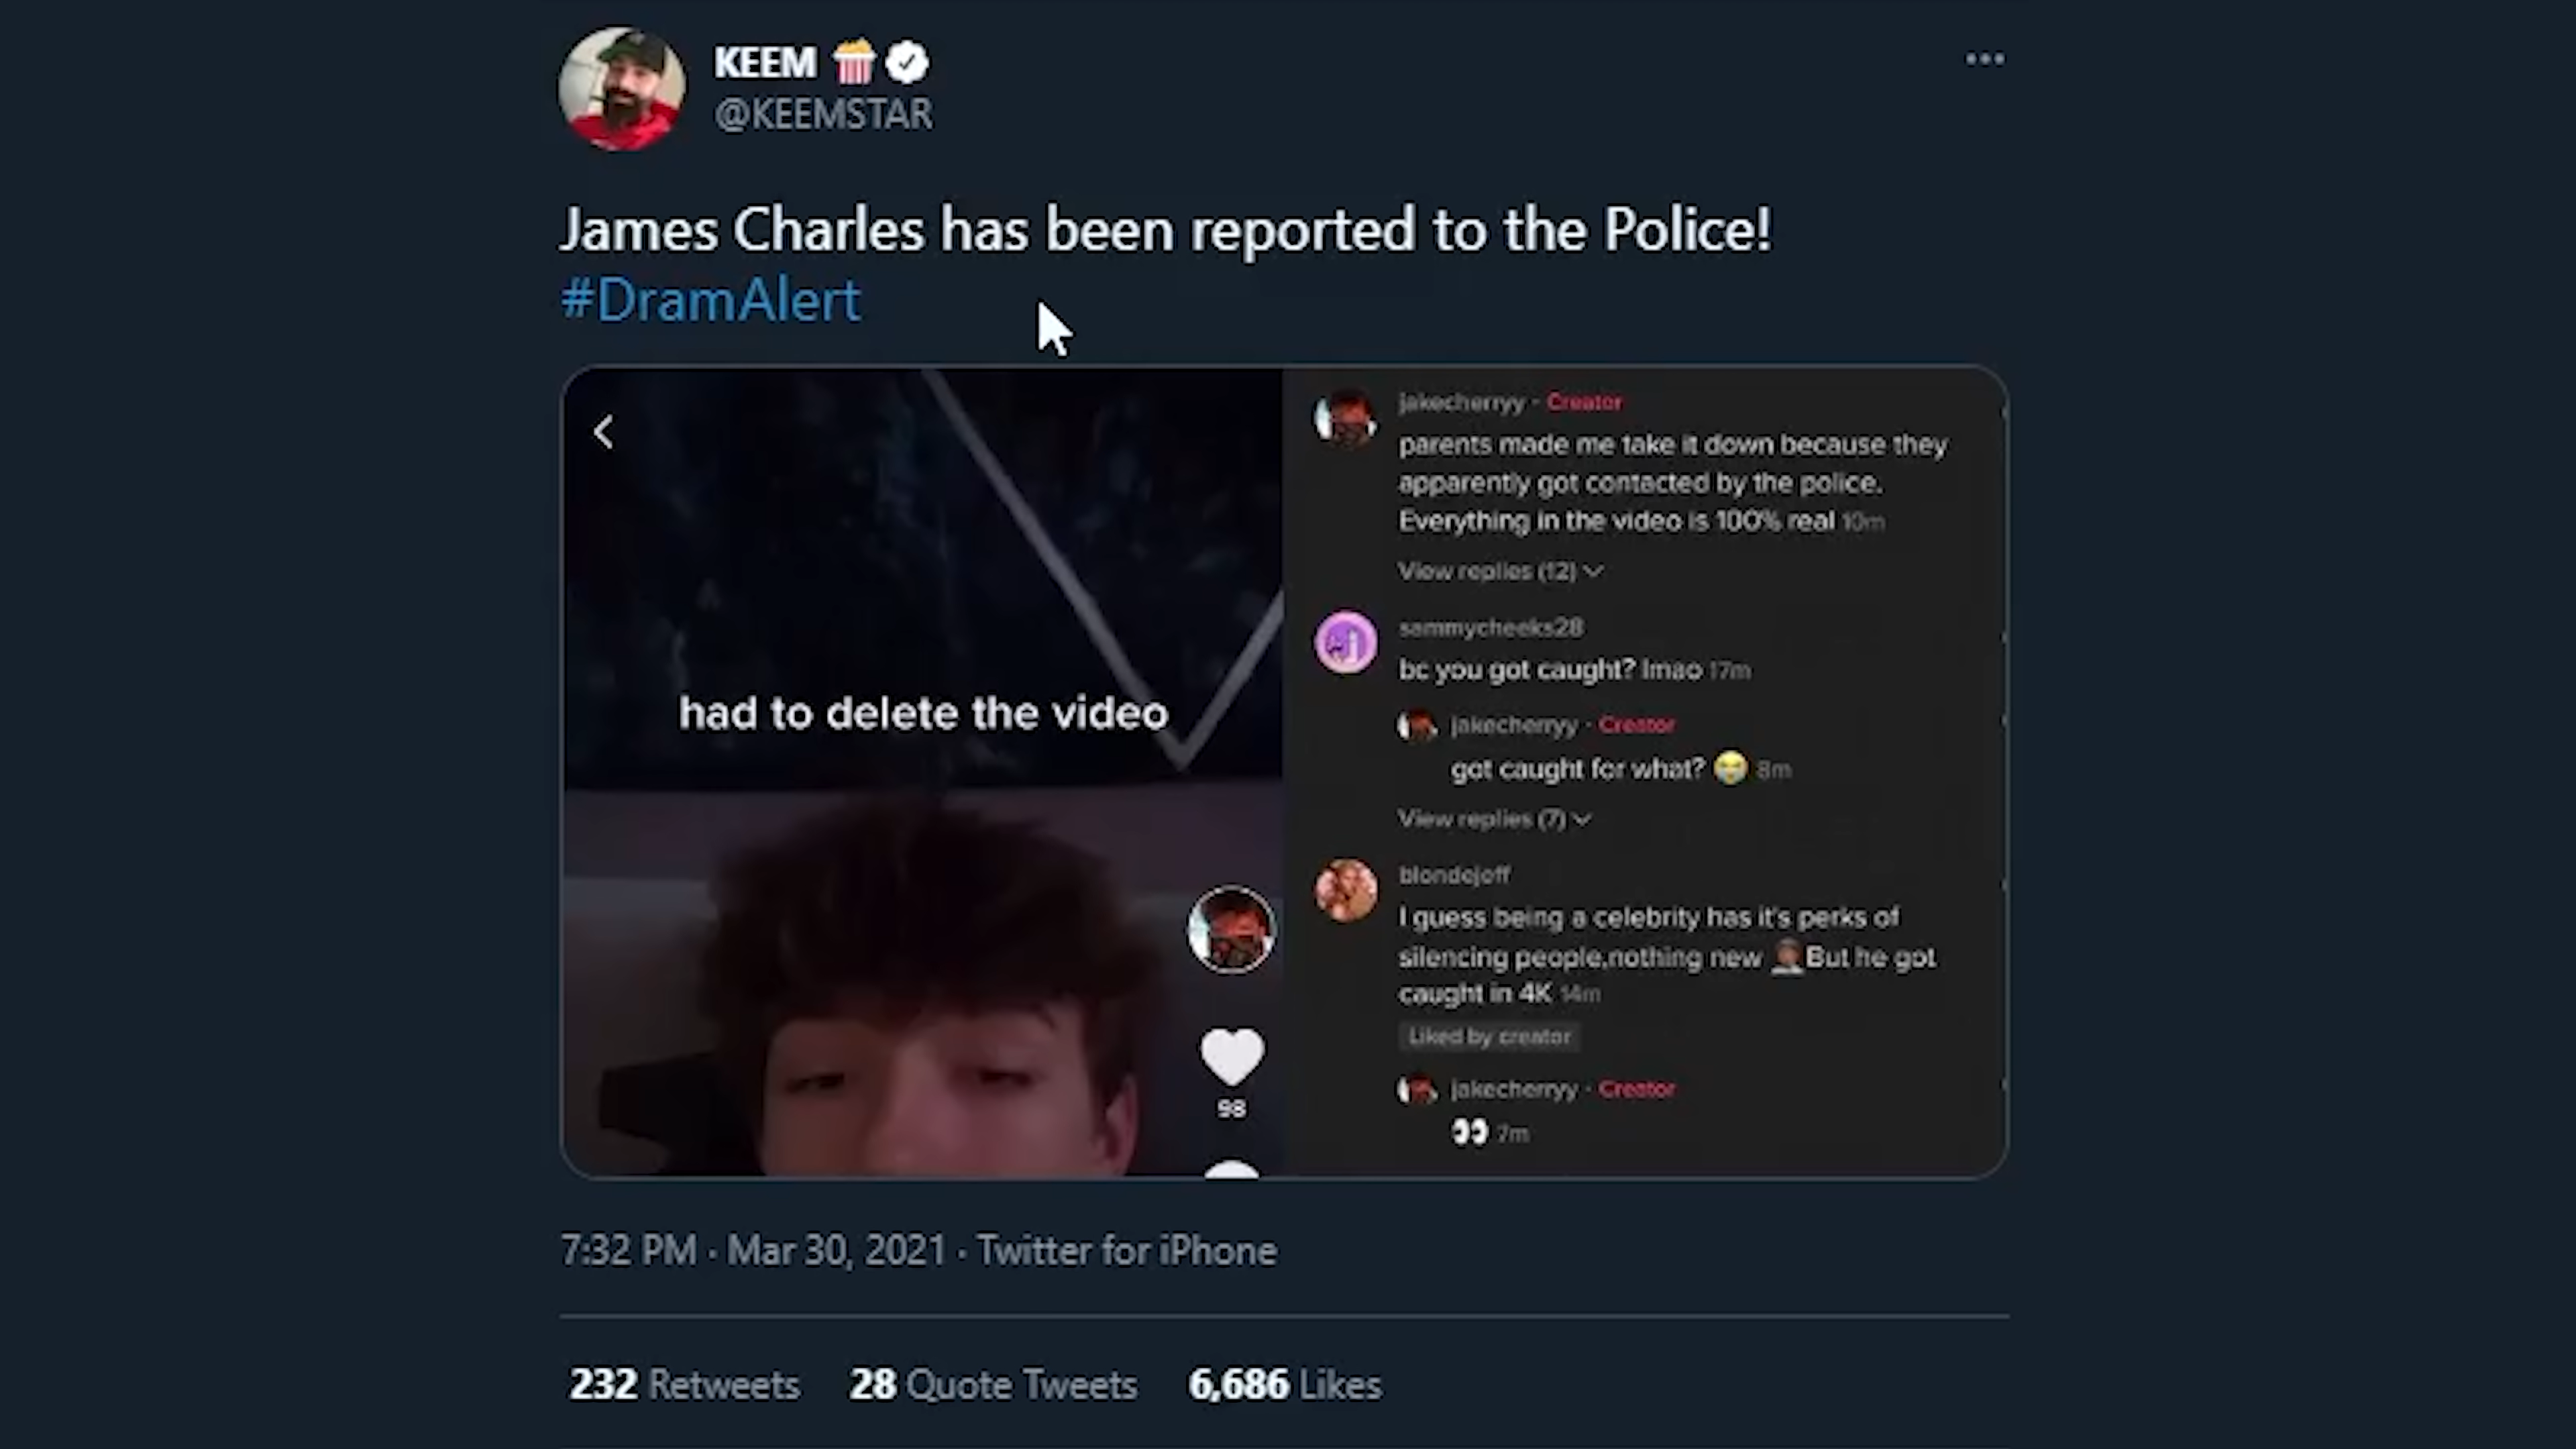 KEEM 🍿
@KEEMSTAR
James Charles has been reported to the Police!
#DramAlert
had to delete the video
98
jakecherryy · Creator
parents made me take it down because they
apparently got contacted by the police.
Everything in the video is 100% real 10m
View replies (12)
sammycheeks28
bc you got caught? lmao 17m
jakecherryy · Creator
got caught for what? 😭 8m
View replies (7)
blondejoff
I guess being a celebrity has it's perks of
silencing people,nothing new But he got
caught in 4K 14m
Liked by creator
jakecherryy · Creator
👀 7m
7:32 PM · Mar 30, 2021 · Twitter for iPhone
232 Retweets 28 Quote Tweets 6,686 Likes